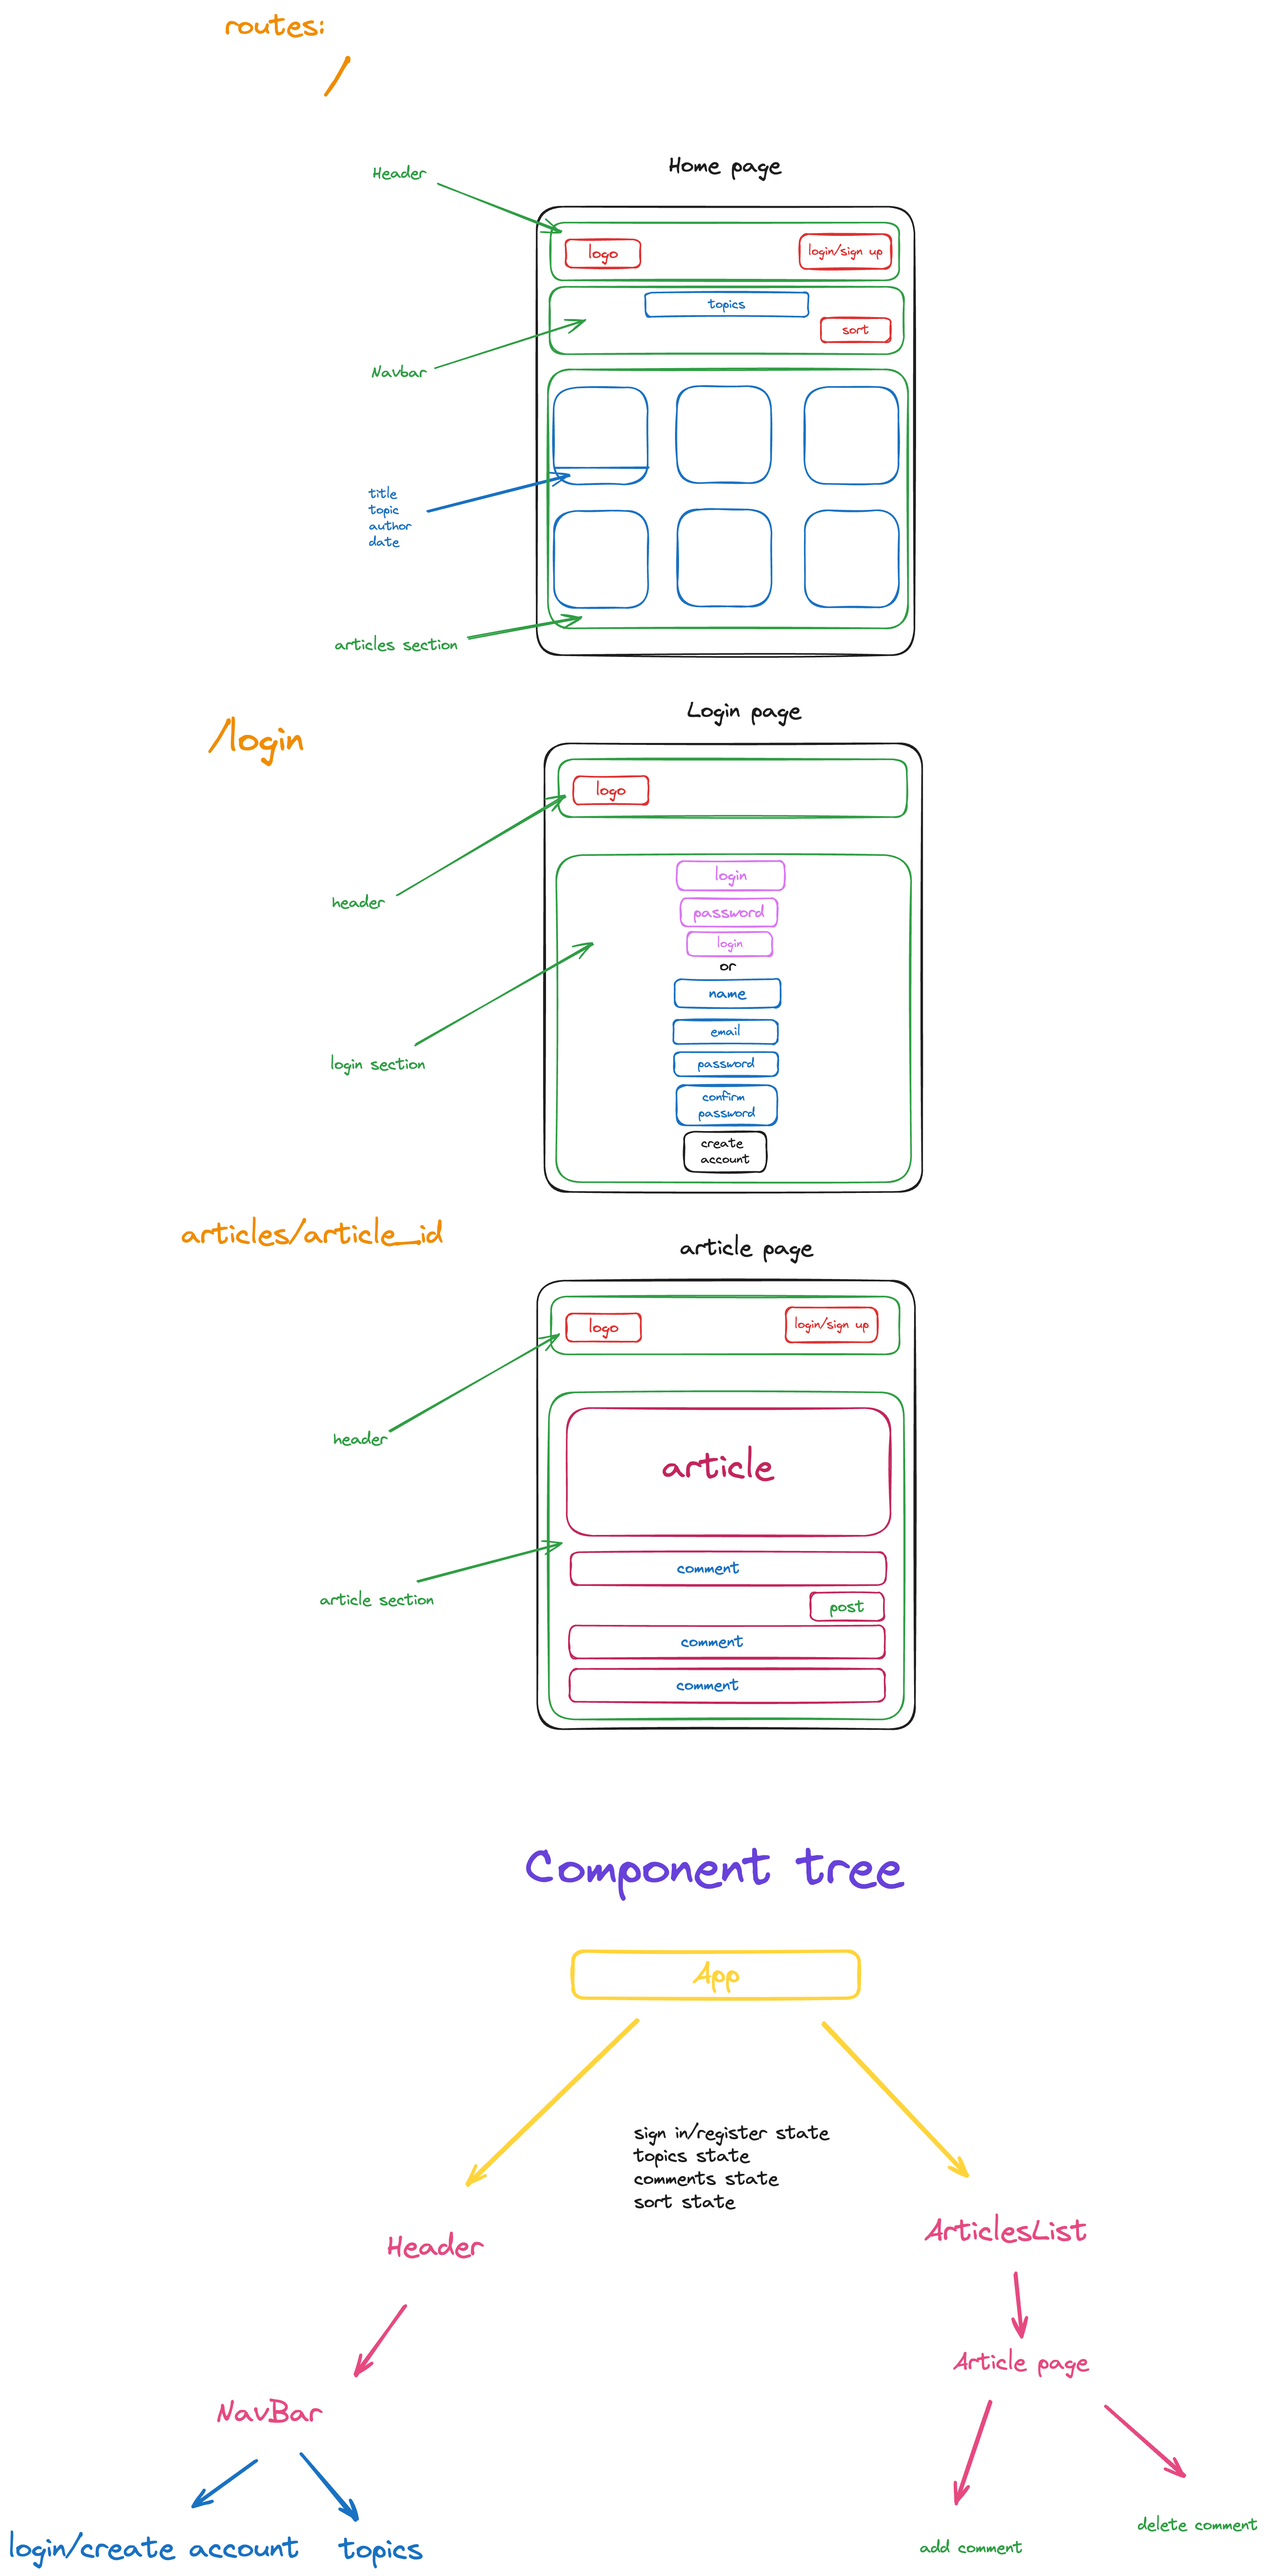 routes:
/
Home page
Header
logo
login/sign up
topics
sort
Navbar
title
topic
author
date
articles section
Login page
/login
logo
login
header
password
login
or
name
email
login section
password
confirm
password
create
account
articles/article_id
article page
logo
login/sign up
header
article
comment
article section
post
comment
comment
Component tree
App
sign in/register state
topics state
comments state
sort state
Header
ArticlesList
Article page
NavBar
login/create account
topics
add comment
delete comment